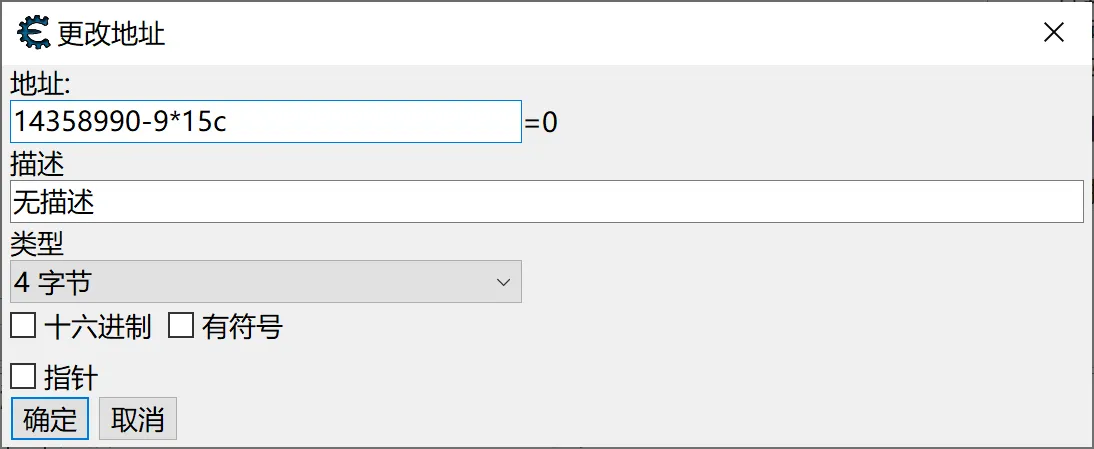 更改地址
地址:
14358990-9*15c =0
描述
无描述
类型
4 字节
十六进制 有符号
指针
确定 取消